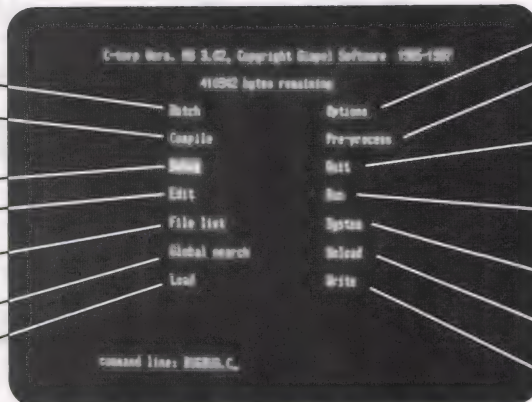 C-terp Vers. MS 3.02, Copyright Gimpel Software 1985-1987
bytes remaining
Batch Options
Compile Pre-process
Debug Quit
Edit Run
File list System
Global search Unload
Load Write
command line: